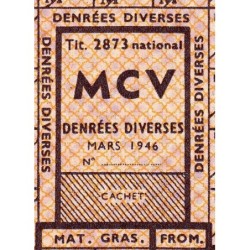 DENRÉES DIVERSES
DENRÉES DIVERSES
DENRÉES DIVERSES
Tit. 2873 national
MCV
DENRÉES DIVERSES
MARS 1946
N°
CACHET
MAT. GRAS.
FROM.